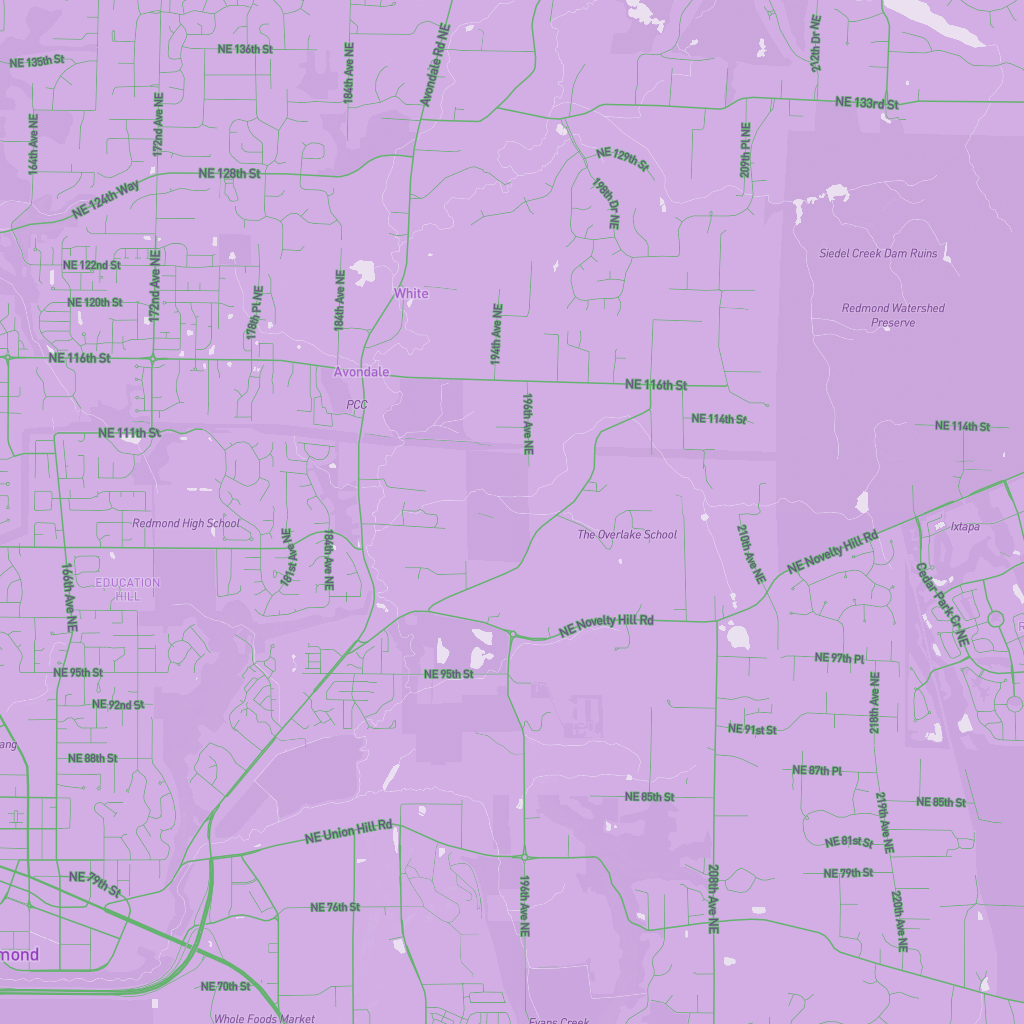 NE 136th St
NE 135th St
184th Ave NE
Avondale Rd NE
212th Dr NE
NE 133rd St
172nd Ave NE
164th Ave NE
209th Pl NE
NE 129th St
NE 128th St
NE 124th Way
198th Dr NE
Siedel Creek Dam Ruins
NE 122nd St
172nd Ave NE
184th Ave NE
White
NE 120th St
178th Pl NE
Redmond Watershed
Preserve
194th Ave NE
NE 116th St
Avondale
NE 116th St
PCC
196th Ave NE
NE 114th St
NE 114th St
NE 111th St
Redmond High School
The Overlake School
Ixtapa
210th Ave NE
NE Novelty Hill Rd
181st Ave NE
184th Ave NE
EDUCATION
HILL
166th Ave NE
Cedar Park Cr NE
NE Novelty Hill Rd
NE 97th Pl
NE 95th St
NE 95th St
218th Ave NE
NE 92nd St
NE 91st St
ang
NE 88th St
NE 87th Pl
NE 85th St
NE 85th St
219th Ave NE
NE Union Hill Rd
NE 81st St
NE 79th St
NE 79th St
208th Ave NE
196th Ave NE
NE 76th St
220th Ave NE
mond
NE 70th St
Whole Foods Market
Evans Creek